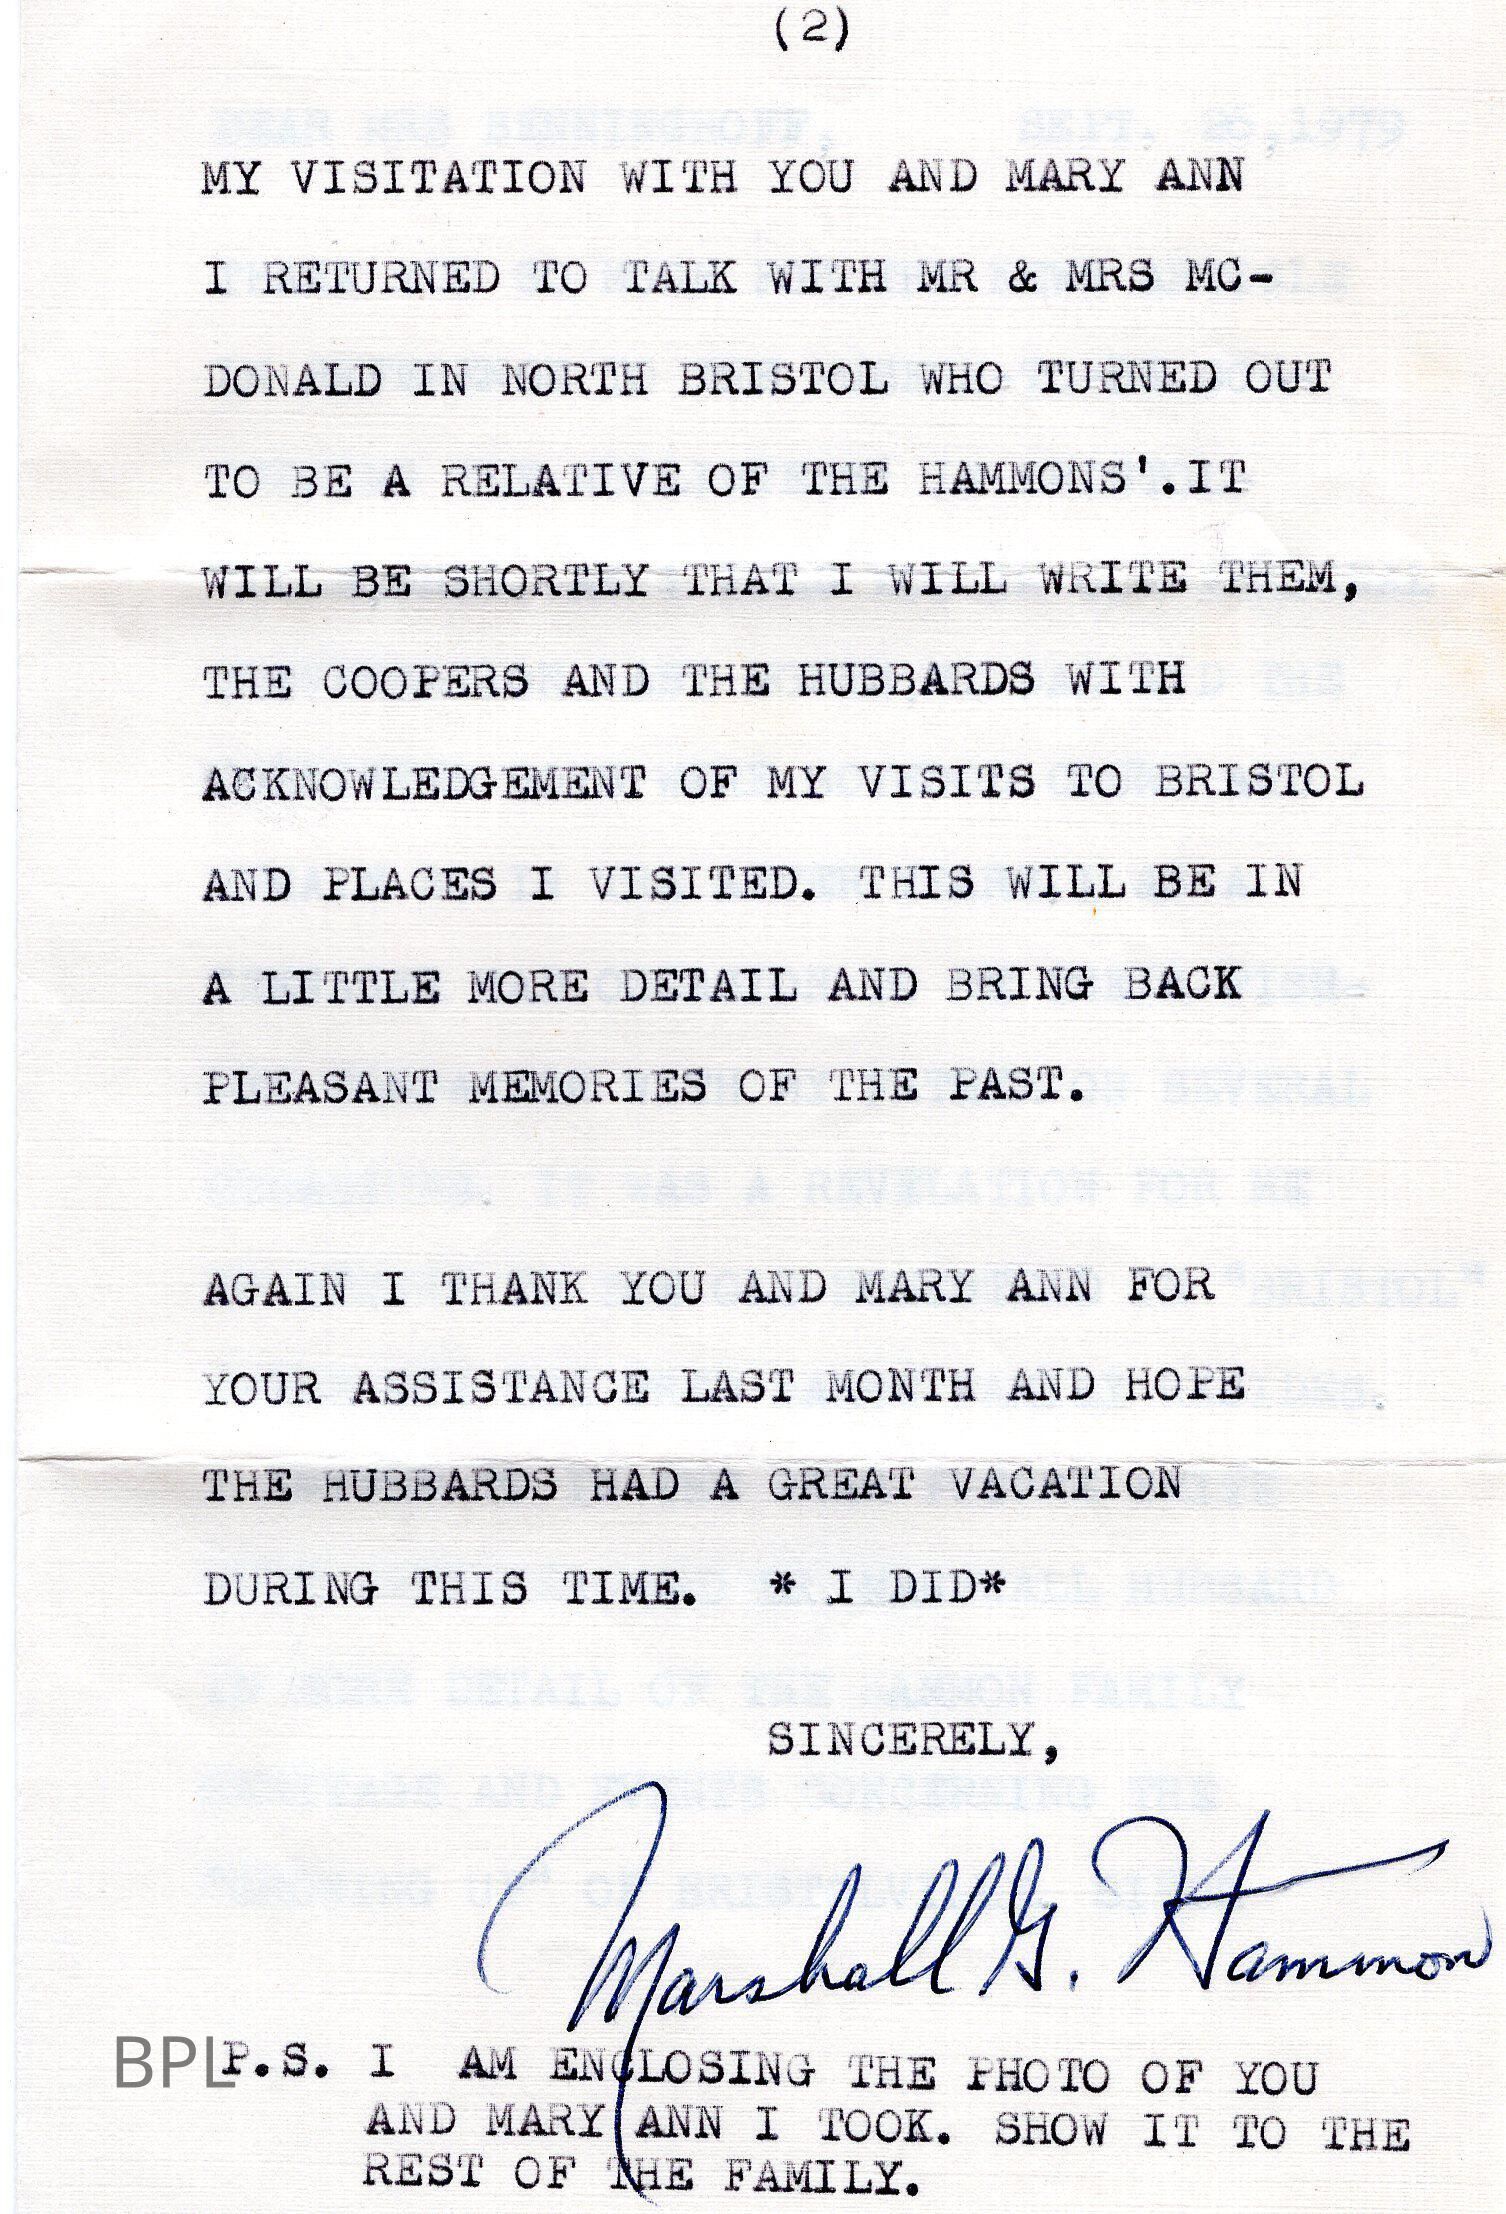 (2)
MY VISITATION WITH YOU AND MARY ANN
I RETURNED TO TALK WITH MR & MRS MC-
DONALD IN NORTH BRISTOL WHO TURNED OUT
TO BE A RELATIVE OF THE HAMMONS'.IT
WILL BE SHORTLY THAT I WILL WRITE THEM,
THE COOPERS AND THE HUBBARDS WITH
ACKNOWLEDGEMENT OF MY VISITS TO BRISTOL
AND PLACES I VISITED. THIS WILL BE IN
A LITTLE MORE DETAIL AND BRING BACK
PLEASANT MEMORIES OF THE PAST.
AGAIN I THANK YOU AND MARY ANN FOR
YOUR ASSISTANCE LAST MONTH AND HOPE
THE HUBBARDS HAD A GREAT VACATION
DURING THIS TIME. * I DID*
SINCERELY,
Marshall G. Hammon
BPL
P.S. I AM ENCLOSING THE PHOTO OF YOU
AND MARY ANN I TOOK. SHOW IT TO THE
REST OF THE FAMILY.